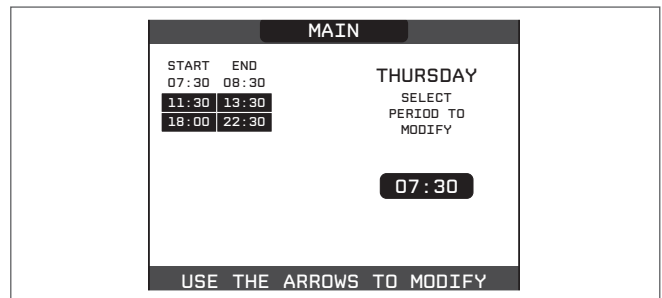 MAIN
START END
07:30 08:30
11:30 13:30
18:00 22:30
THURSDAY
SELECT
PERIOD TO
MODIFY
07:30
USE THE ARROWS TO MODIFY